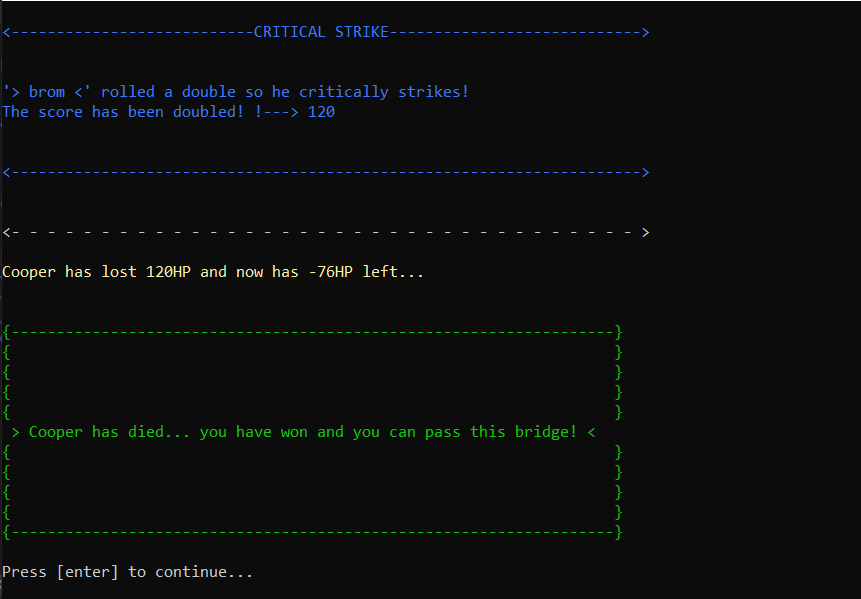 <---------------------------CRITICAL STRIKE---------------------------->
'> brom <' rolled a double so he critically strikes!
The score has been doubled! !---> 120
<---------------------------------------------------------------------->
<- - - - - - - - - - - - - - - - - - - - - - - - - - - - - - - - - - - >
Cooper has lost 120HP and now has -76HP left...
{-------------------------------------------------------------------}
{                                                                   }
{                                                                   }
{                                                                   }
{                                                                   }
 > Cooper has died... you have won and you can pass this bridge! <
{                                                                   }
{                                                                   }
{                                                                   }
{                                                                   }
{-------------------------------------------------------------------}
Press [enter] to continue...